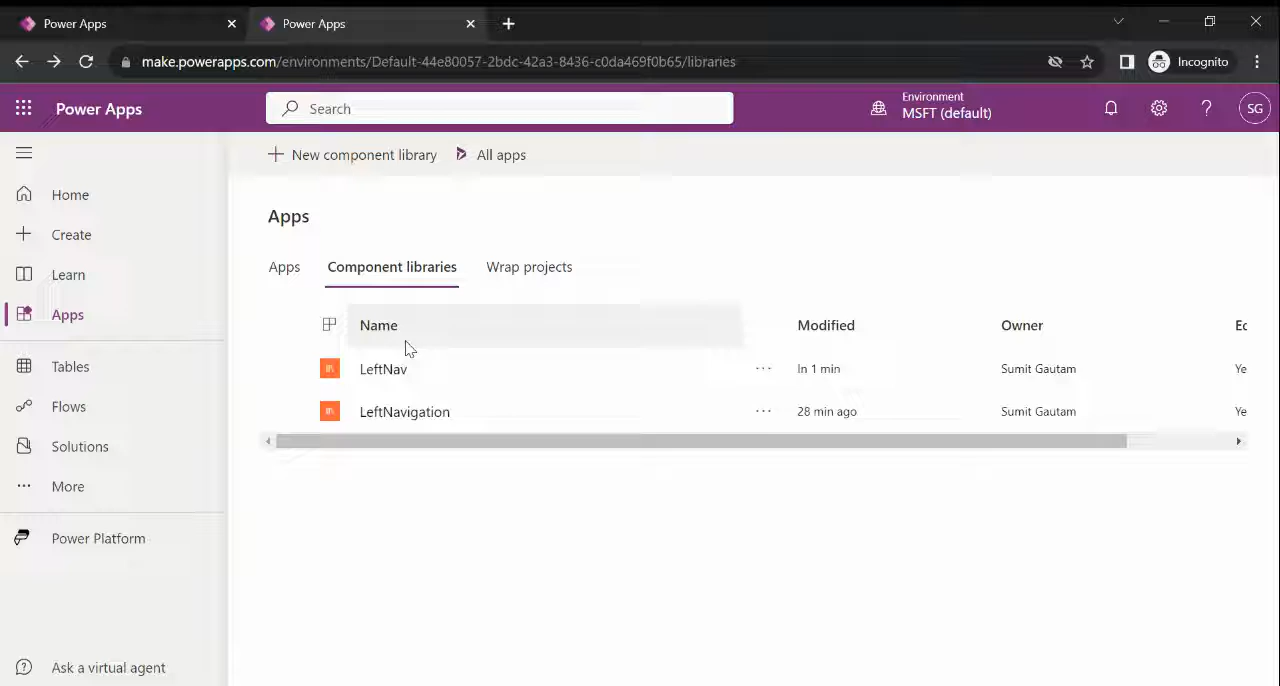 Power Apps
Power Apps
make.powerapps.com/environments/Default-44e80057-2bdc-42a3-8436-c0da469f0b65/libraries
Incognito
Power Apps
Search
Environment
MSFT (default)
SG
New component library
All apps
Home
Create
Learn
Apps
Tables
Flows
Solutions
More
Power Platform
Ask a virtual agent
Apps
Apps Component libraries Wrap projects
Name Modified Owner Ec
LeftNav ... In 1 min Sumit Gautam Ye
LeftNavigation ... 28 min ago Sumit Gautam Ye